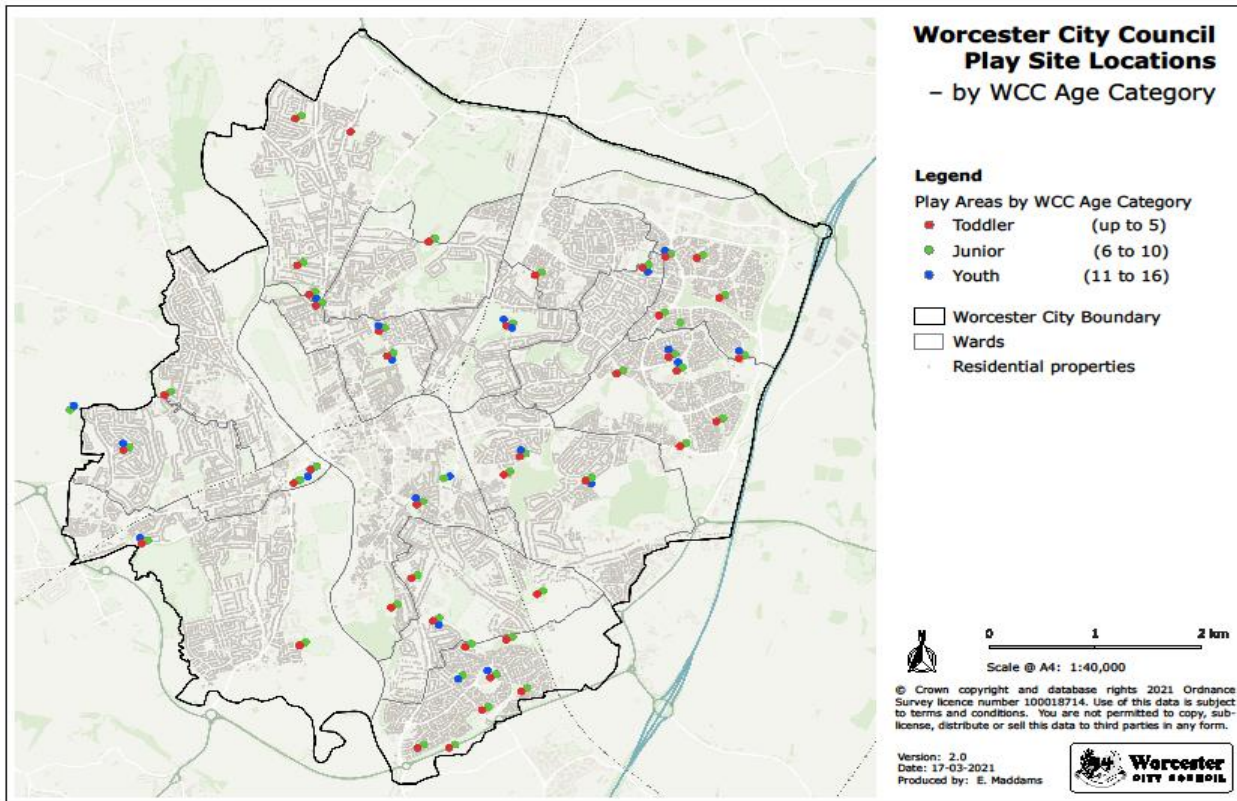 Worcester City Council
Play Site Locations
– by WCC Age Category
Legend
Play Areas by WCC Age Category
Toddler (up to 5)
Junior (6 to 10)
Youth (11 to 16)
Worcester City Boundary
Wards
Residential properties
N
0 1 2 km
Scale @ A4: 1:40,000
© Crown copyright and database rights 2021 Ordnance
Survey licence number 100018714. Use of this data is subject
to terms and conditions. You are not permitted to copy, sub-
license, distribute or sell this data to third parties in any form.
Version: 2.0
Date: 17-03-2021
Produced by: E. Maddams
Worcester
CITY COUNCIL